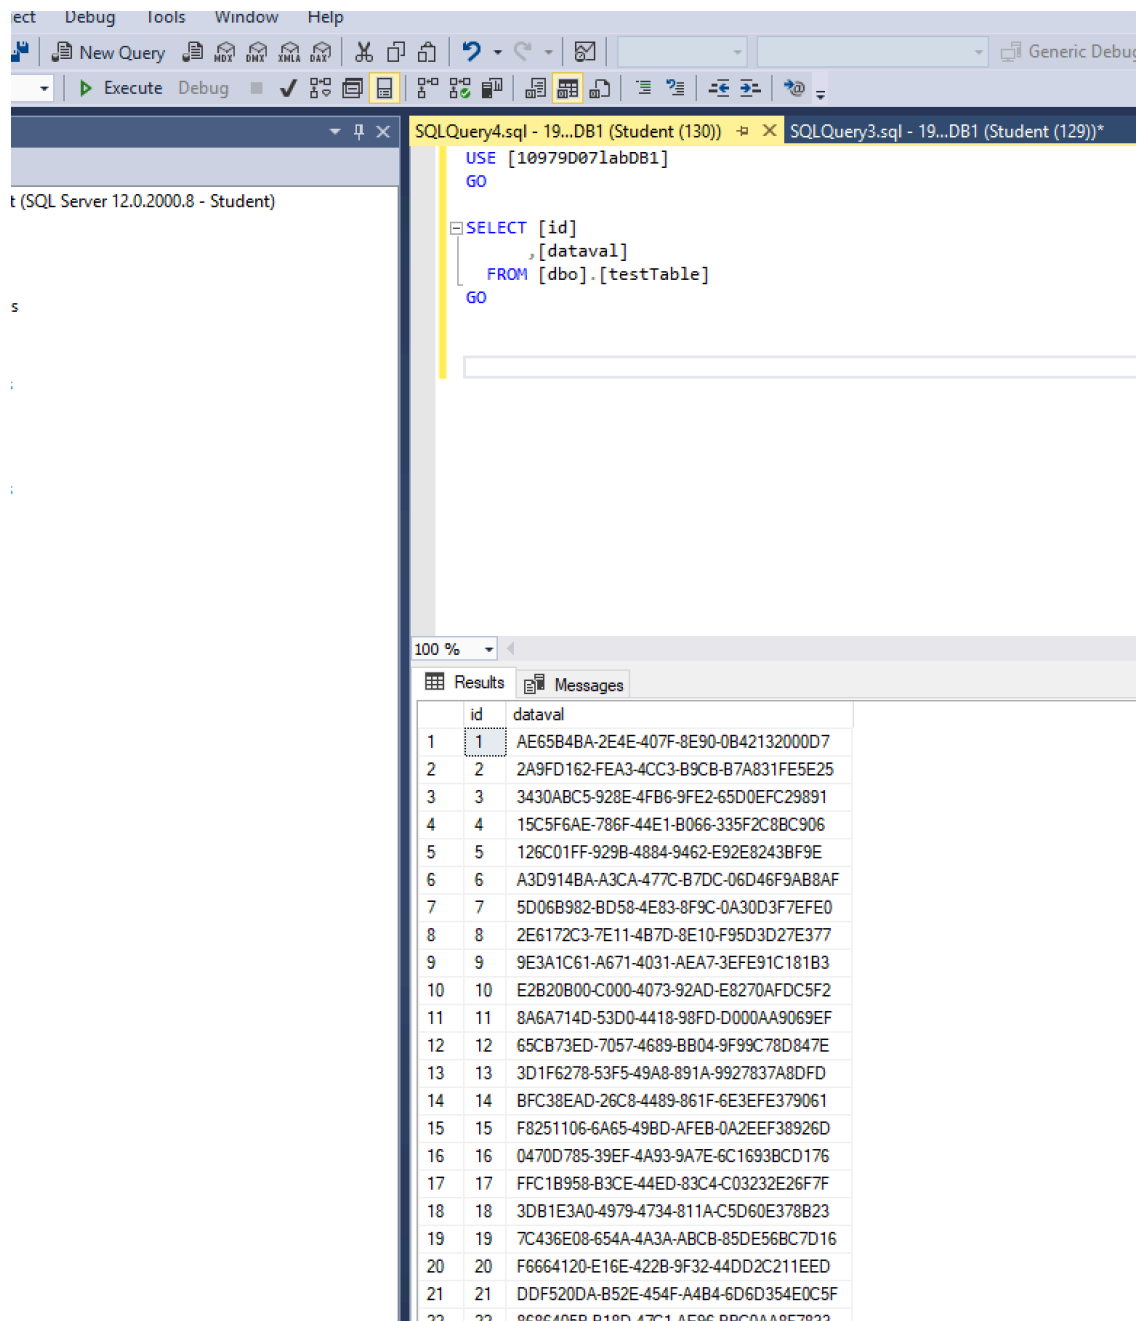 ect Debug Tools Window Help
New Query MDX DMX XMLA DAX Generic Debug
Execute Debug
SQLQuery4.sql - 19...DB1 (Student (130)) SQLQuery3.sql - 19...DB1 (Student (129))*
t (SQL Server 12.0.2000.8 - Student)
s
USE [10979D07labDB1]
GO
SELECT [id]
,[dataval]
FROM [dbo].[testTable]
GO
100 %
Results Messages
id dataval
1 1 AE65B4BA-2E4E-407F-8E90-0B42132000D7
2 2 2A9FD162-FEA3-4CC3-B9CB-B7A831FE5E25
3 3 3430ABC5-928E-4FB6-9FE2-65D0EFC29891
4 4 15C5F6AE-786F-44E1-B066-335F2C8BC906
5 5 126C01FF-929B-4884-9462-E92E8243BF9E
6 6 A3D914BA-A3CA-477C-B7DC-06D46F9AB8AF
7 7 5D06B982-BD58-4E83-8F9C-0A30D3F7EFE0
8 8 2E6172C3-7E11-4B7D-8E10-F95D3D27E377
9 9 9E3A1C61-A671-4031-AEA7-3EFE91C181B3
10 10 E2B20B00-C000-4073-92AD-E8270AFDC5F2
11 11 8A6A714D-53D0-4418-98FD-D000AA9069EF
12 12 65CB73ED-7057-4689-BB04-9F99C78D847E
13 13 3D1F6278-53F5-49A8-891A-9927837A8DFD
14 14 BFC38EAD-26C8-4489-861F-6E3EFE379061
15 15 F8251106-6A65-49BD-AFEB-0A2EEF38926D
16 16 0470D785-39EF-4A93-9A7E-6C1693BCD176
17 17 FFC1B958-B3CE-44ED-83C4-C03232E26F7F
18 18 3DB1E3A0-4979-4734-811A-C5D60E378B23
19 19 7C436E08-654A-4A3A-ABCB-85DE56BC7D16
20 20 F6664120-E16E-422B-9F32-44DD2C211EED
21 21 DDF520DA-B52E-454F-A4B4-6D6D354E0C5F
22 22